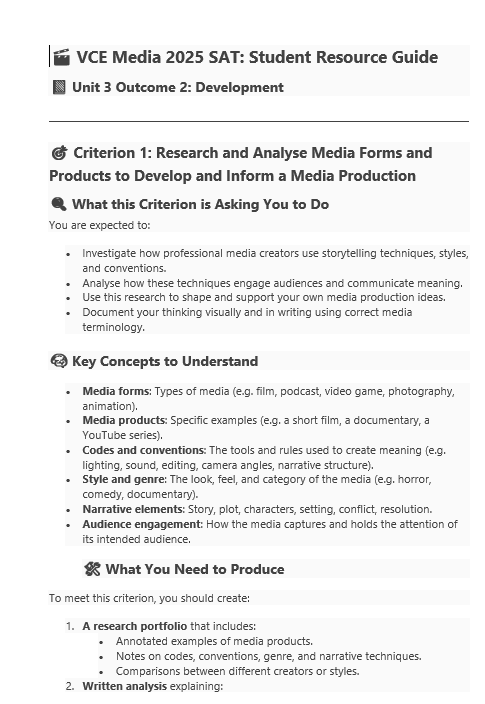 VCE Media 2025 SAT: Student Resource Guide
Unit 3 Outcome 2: Development
Criterion 1: Research and Analyse Media Forms and
Products to Develop and Inform a Media Production
What this Criterion is Asking You to Do
You are expected to:
• Investigate how professional media creators use storytelling techniques, styles,
and conventions.
• Analyse how these techniques engage audiences and communicate meaning.
• Use this research to shape and support your own media production ideas.
• Document your thinking visually and in writing using correct media
terminology.
Key Concepts to Understand
• Media forms: Types of media (e.g. film, podcast, video game, photography,
animation).
• Media products: Specific examples (e.g. a short film, a documentary, a
YouTube series).
• Codes and conventions: The tools and rules used to create meaning (e.g.
lighting, sound, editing, camera angles, narrative structure).
• Style and genre: The look, feel, and category of the media (e.g. horror,
comedy, documentary).
• Narrative elements: Story, plot, characters, setting, conflict, resolution.
• Audience engagement: How the media captures and holds the attention of
its intended audience.
What You Need to Produce
To meet this criterion, you should create:
1. A research portfolio that includes:
• Annotated examples of media products.
• Notes on codes, conventions, genre, and narrative techniques.
• Comparisons between different creators or styles.
2. Written analysis explaining: